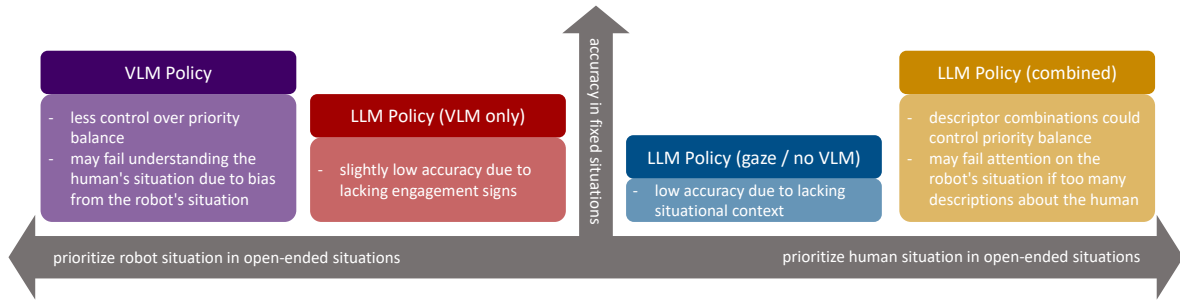 VLM Policy
- less control over priority
balance
- may fail understanding the
human's situation due to bias
from the robot's situation
LLM Policy (VLM only)
- slightly low accuracy due to
lacking engagement signs
accuracy in fixed situations
LLM Policy (gaze / no VLM)
- low accuracy due to lacking
situational context
LLM Policy (combined)
- descriptor combinations could
control priority balance
- may fail attention on the
robot's situation if too many
descriptions about the human
prioritize robot situation in open-ended situations
prioritize human situation in open-ended situations